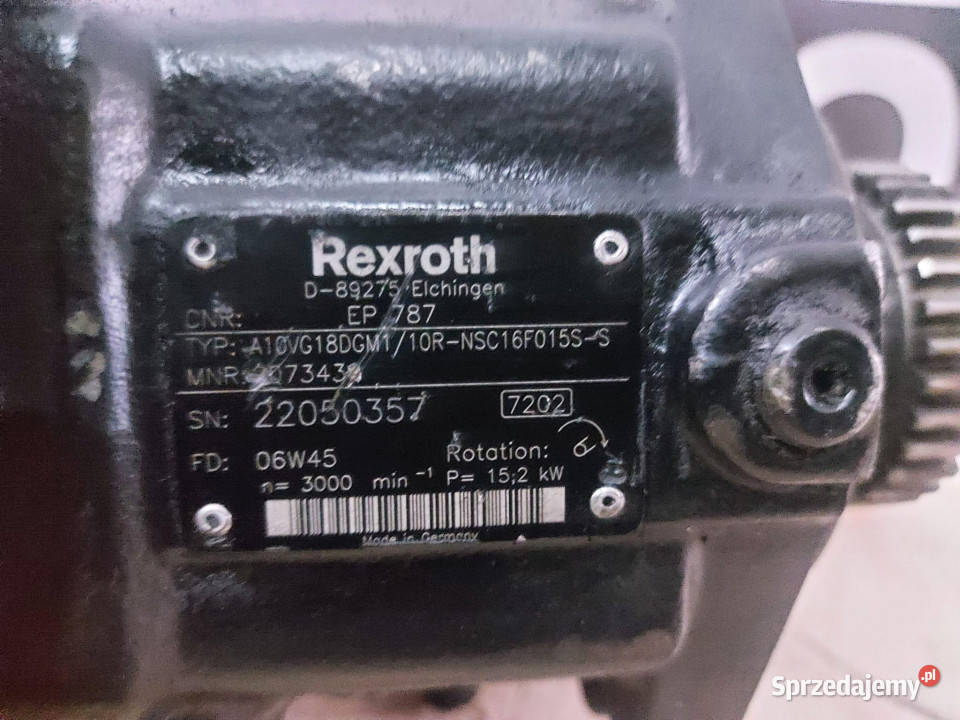 Rexroth
D-89275 Elchingen
CNR: EP 787
TYP: A10VG18DGM1/10R-NSC16F015S-S
MNR:
SN: 22050357 7202
FD: 06W45 Rotation:
n= 3000 min⁻¹ P= 15,2 kW
Made in Germany
Sprzedajemy.pl